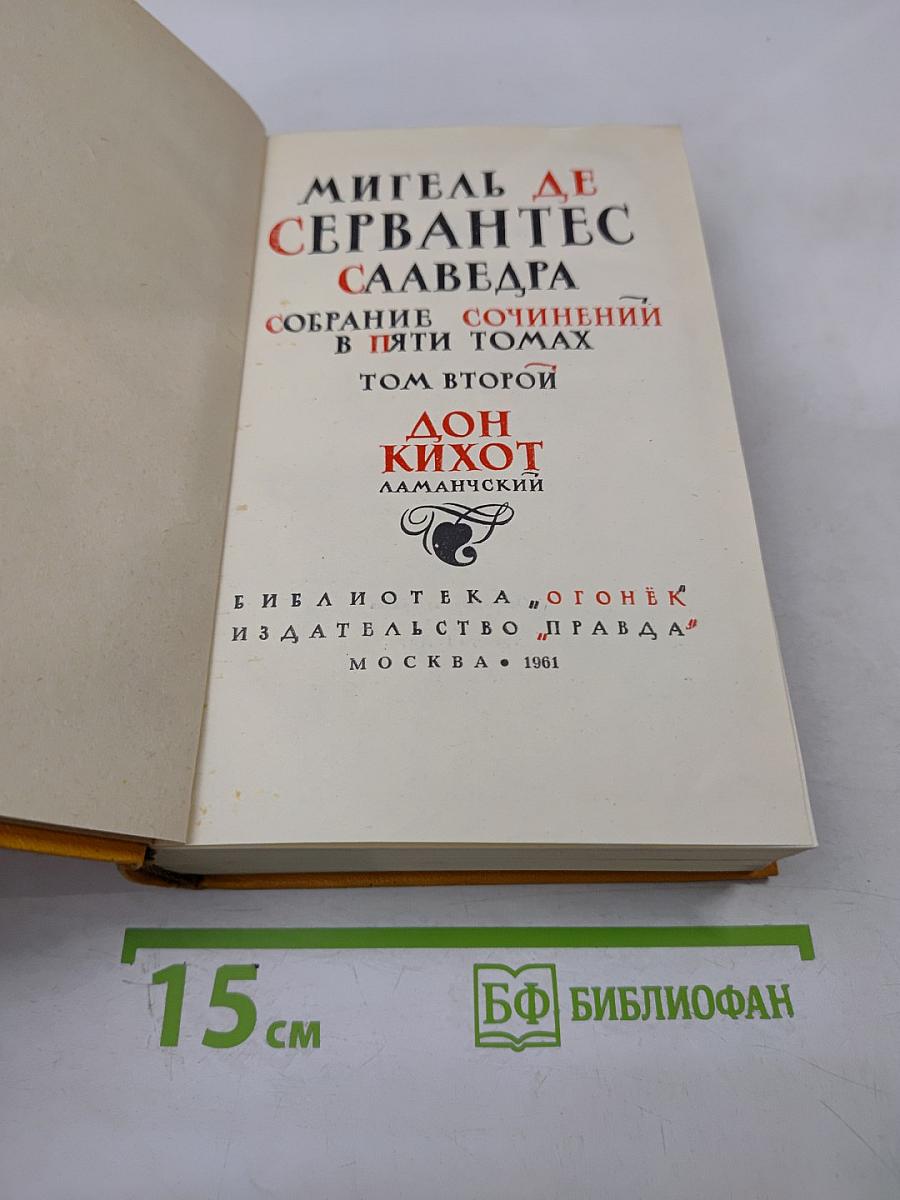 МИГЕЛЬ ДЕ
СЕРВАНТЕС
СААВЕДРА
СОБРАНИЕ СОЧИНЕНИЙ
В ПЯТИ ТОМАХ
ТОМ ВТОРОЙ
ДОН
КИХОТ
ЛАМАНЧСКИЙ
БИБЛИОТЕКА „ОГОНЁК"
ИЗДАТЕЛЬСТВО „ПРАВДА"
МОСКВА • 1961
15 см
БФ БИБЛИОФАН